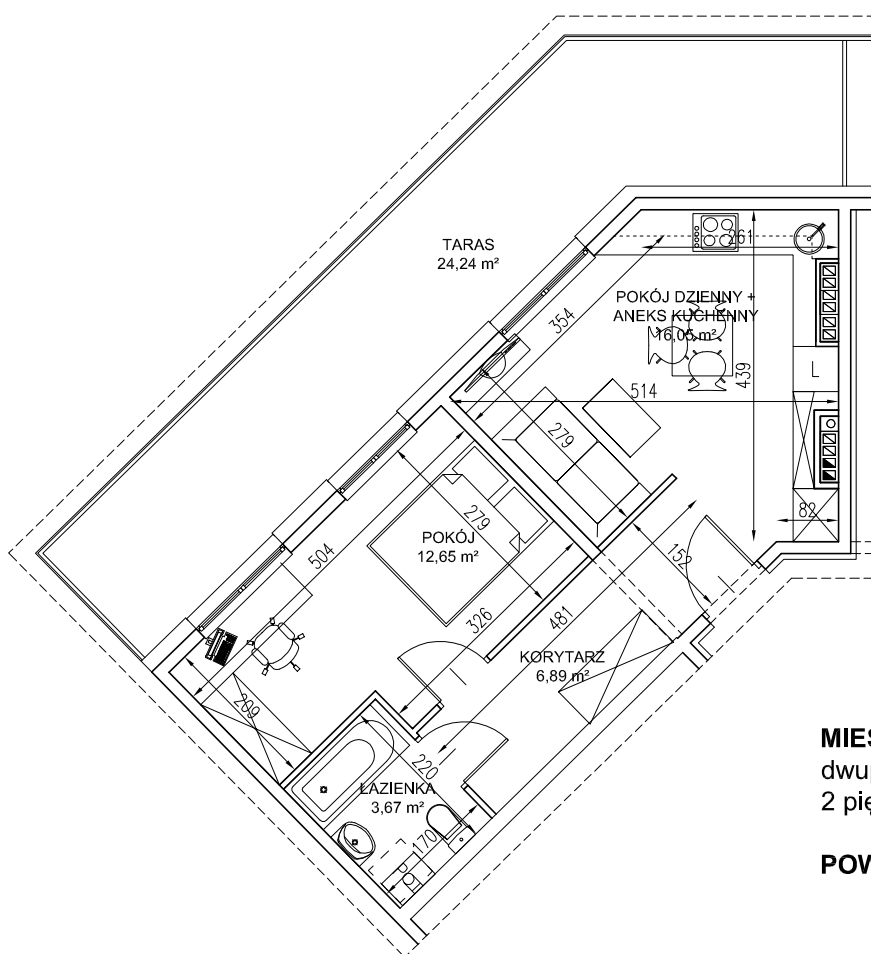 TARAS
24,24 m²
261
POKÓJ DZIENNY +
ANEKS KUCHENNY
16,05 m²
354
439
L
514
279
82
279
POKÓJ
12,65 m²
504
152
326
481
KORYTARZ
6,89 m²
209
220
ŁAZIENKA
3,67 m²
170
P
MIES
dwup
2 pię
POW